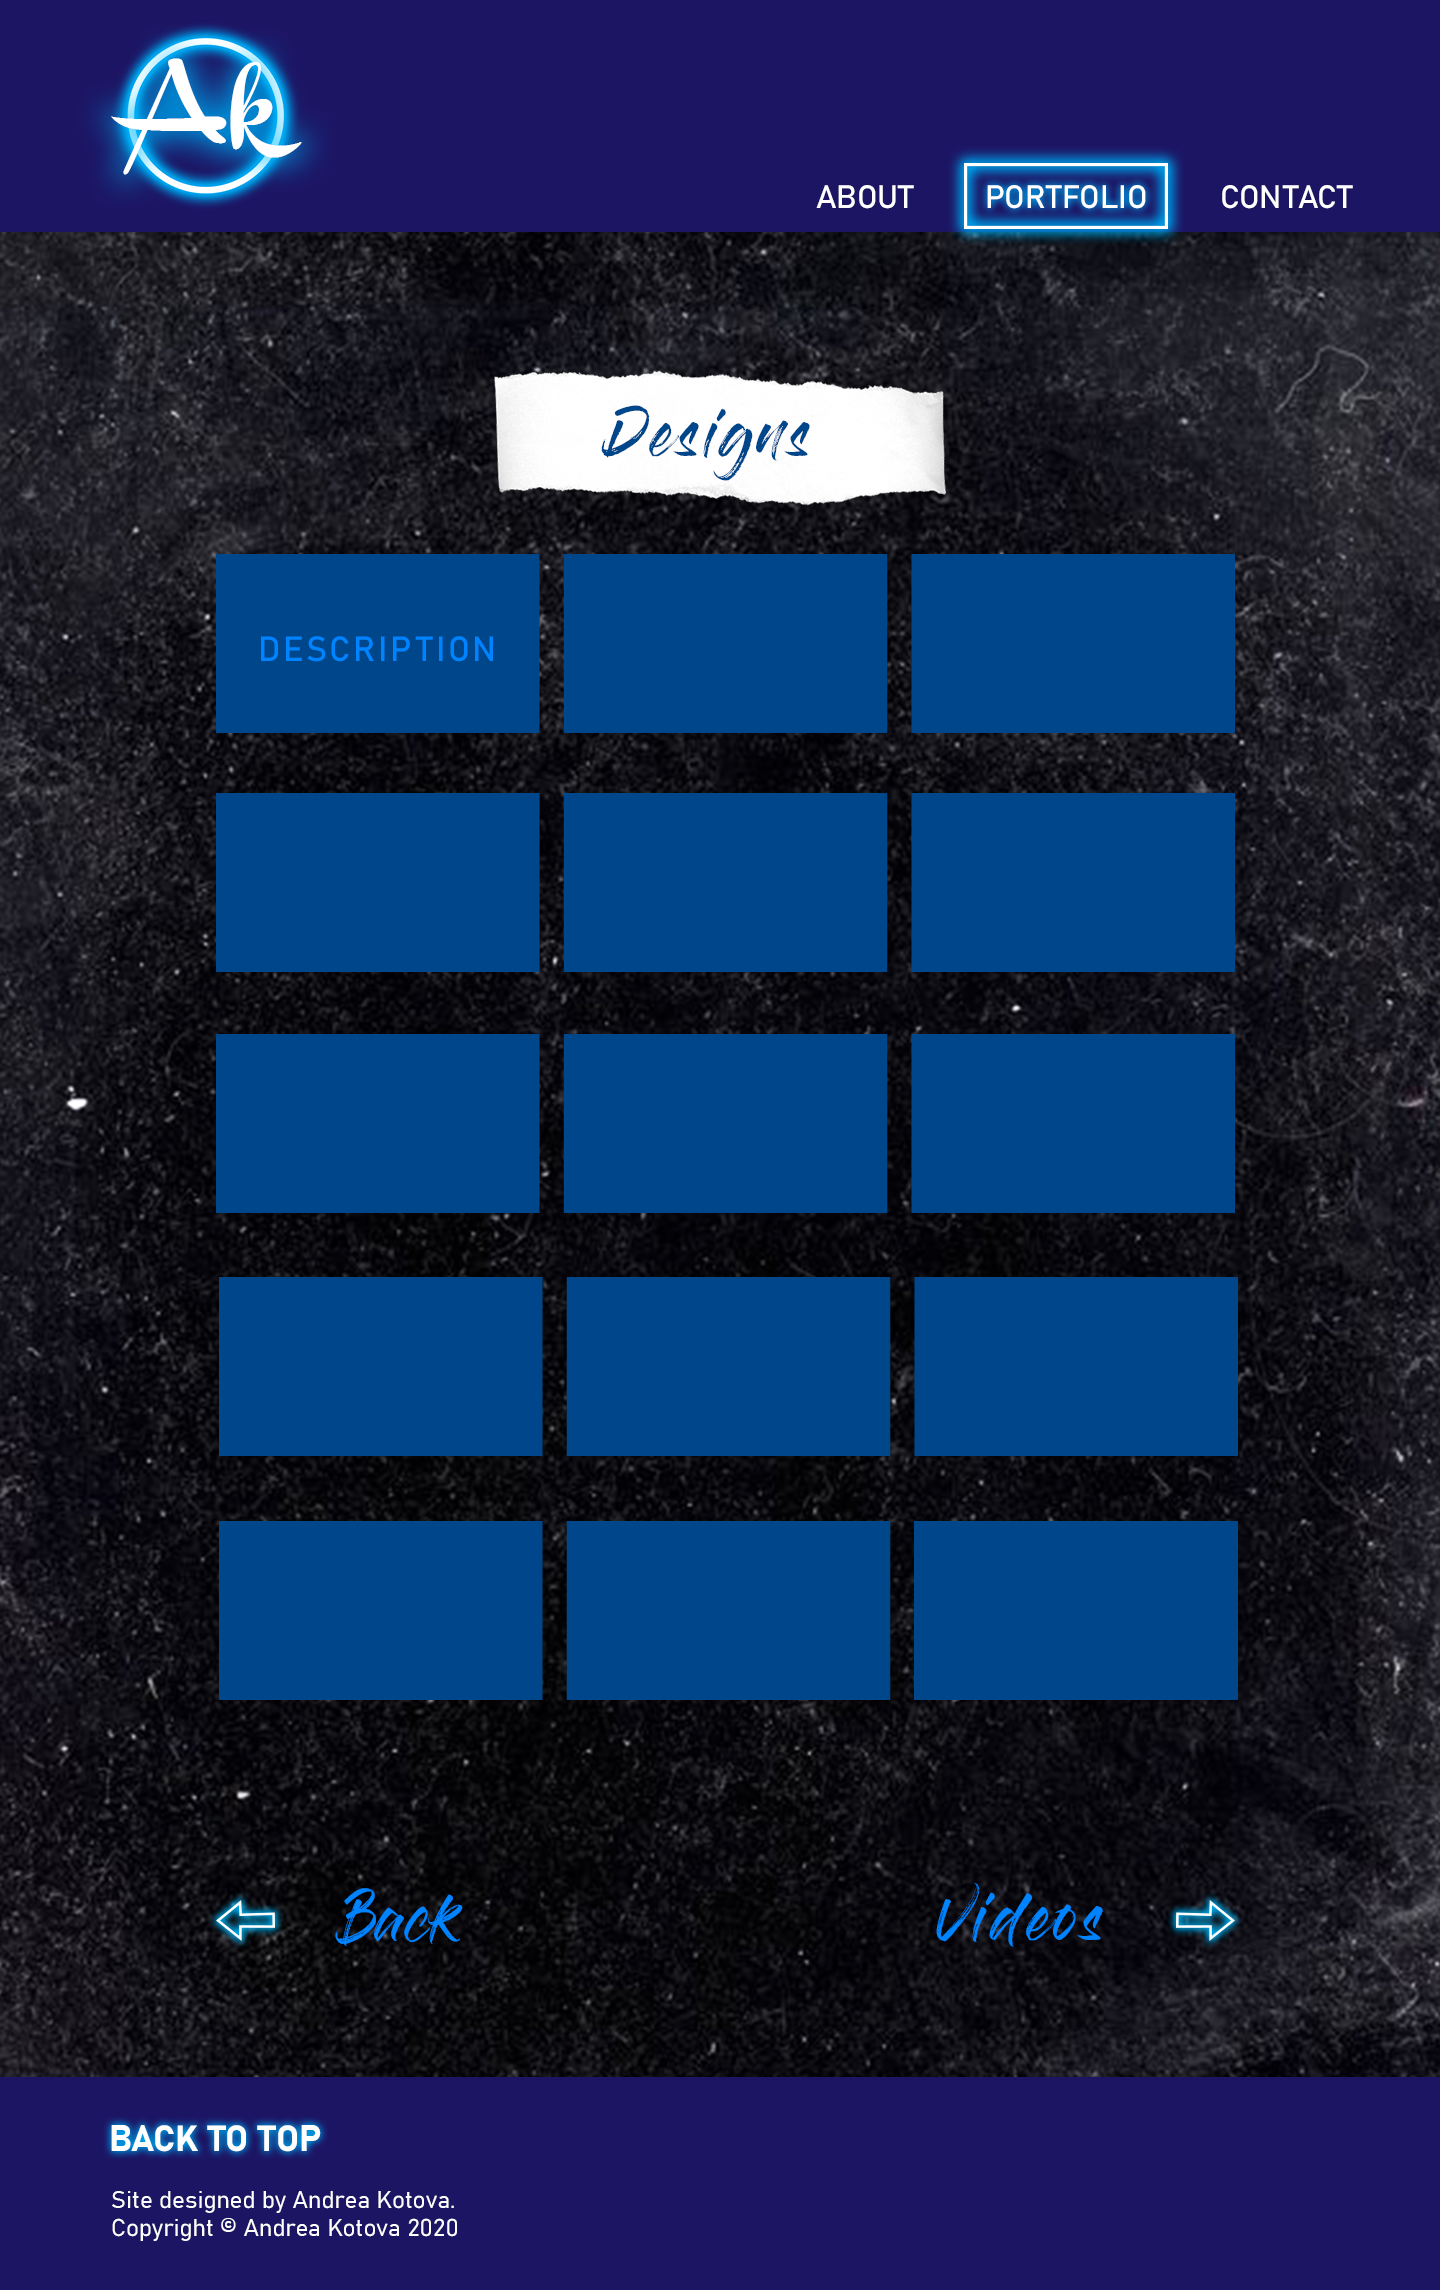 Ak
ABOUT PORTFOLIO CONTACT
Designs
DESCRIPTION
Back Videos
BACK TO TOP
Site designed by Andrea Kotova.
Copyright © Andrea Kotova 2020